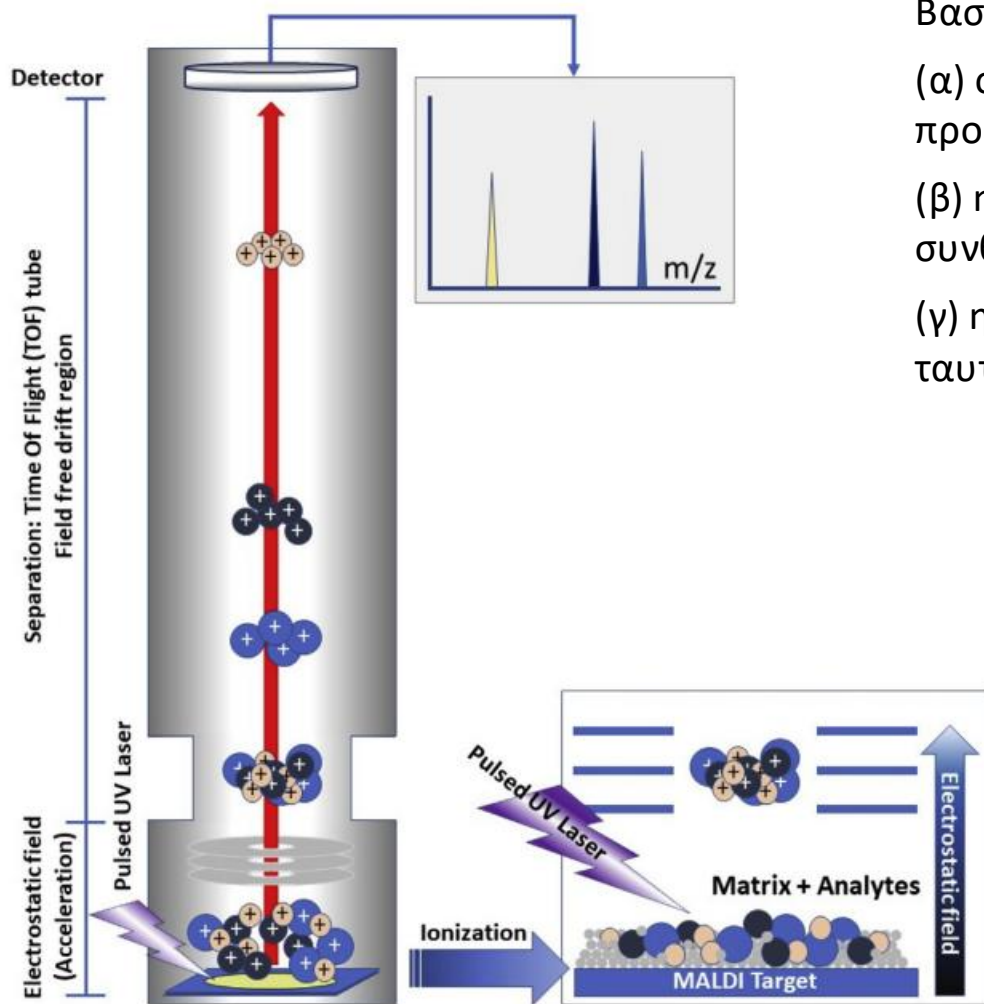 Detector
m/z
Separation: Time Of Flight (TOF) tube
Field free drift region
Pulsed UV Laser
Electrostatic field
(Acceleration)
Ionization
Pulsed UV Laser
Matrix + Analytes
MALDI Target
Electrostatic field
+
+
+
+
+
+
+
+
+
+
+
+
+
+
(α)
(β)
(γ)